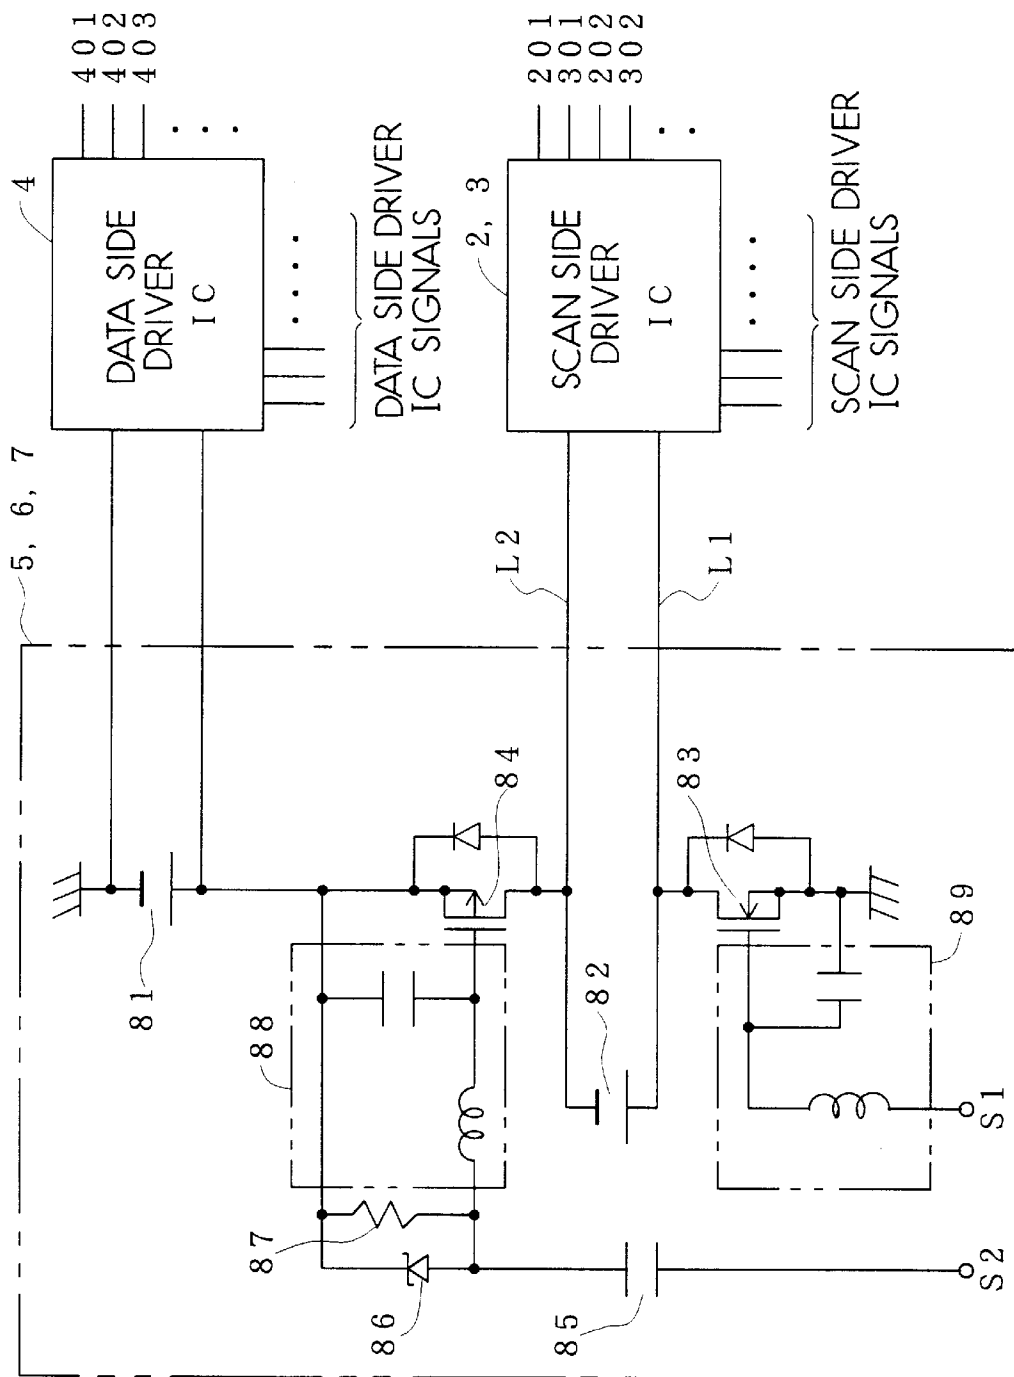 5, 6, 7
4
DATA SIDE
DRIVER
IC
401
402
403
DATA SIDE DRIVER
IC SIGNALS
2, 3
SCAN SIDE
DRIVER
IC
201
301
202
302
SCAN SIDE DRIVER
IC SIGNALS
L2
L1
81
84
88
82
83
89
87
86
85
S2
S1